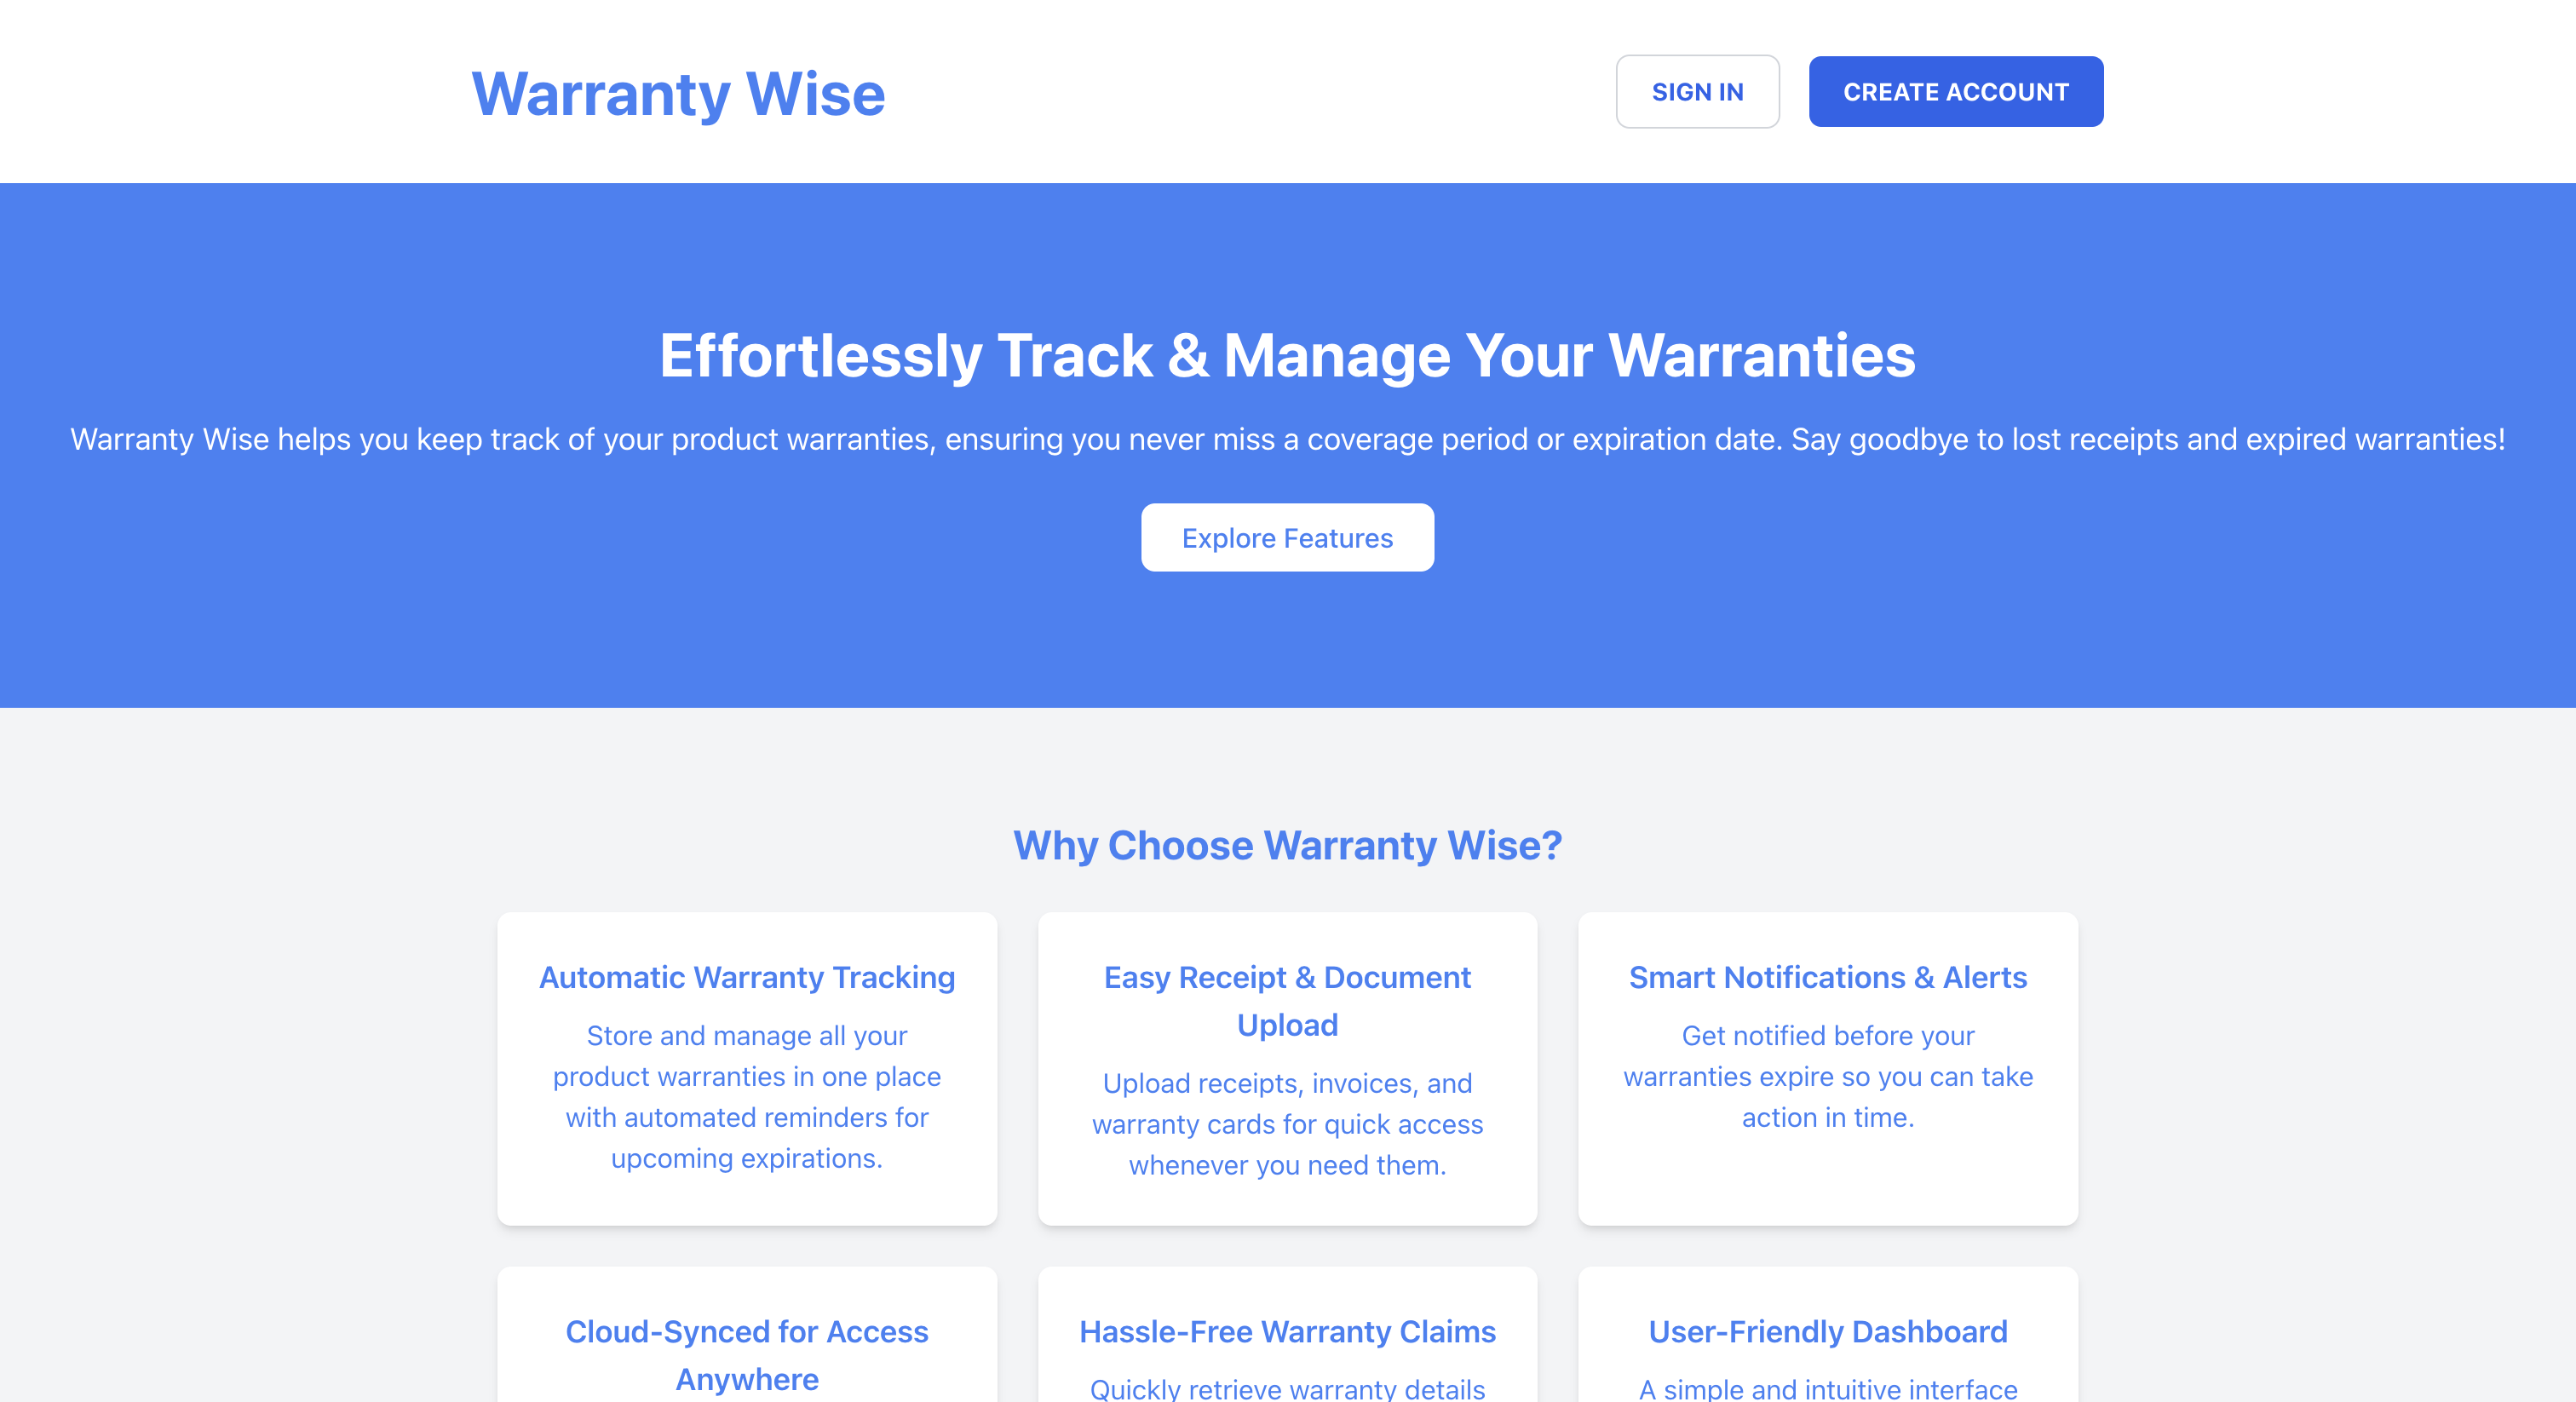 Warranty Wise
SIGN IN
CREATE ACCOUNT
Effortlessly Track & Manage Your Warranties
Warranty Wise helps you keep track of your product warranties, ensuring you never miss a coverage period or expiration date. Say goodbye to lost receipts and expired warranties!
Explore Features
Why Choose Warranty Wise?
Automatic Warranty Tracking
Store and manage all your
product warranties in one place
with automated reminders for
upcoming expirations.
Easy Receipt & Document
Upload
Upload receipts, invoices, and
warranty cards for quick access
whenever you need them.
Smart Notifications & Alerts
Get notified before your
warranties expire so you can take
action in time.
Cloud-Synced for Access
Anywhere
Hassle-Free Warranty Claims
Quickly retrieve warranty details
User-Friendly Dashboard
A simple and intuitive interface